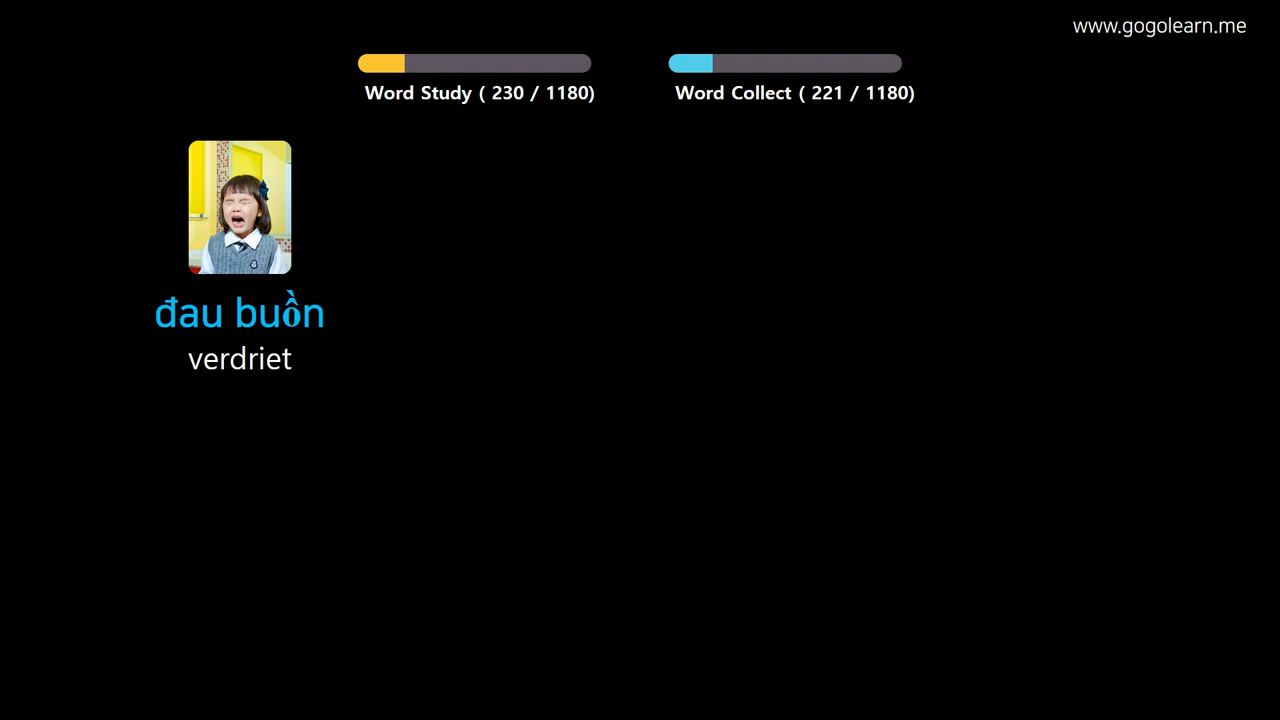 www.gogolearn.me
Word Study ( 230 / 1180)
Word Collect ( 221 / 1180)
đau buồn
verdriet